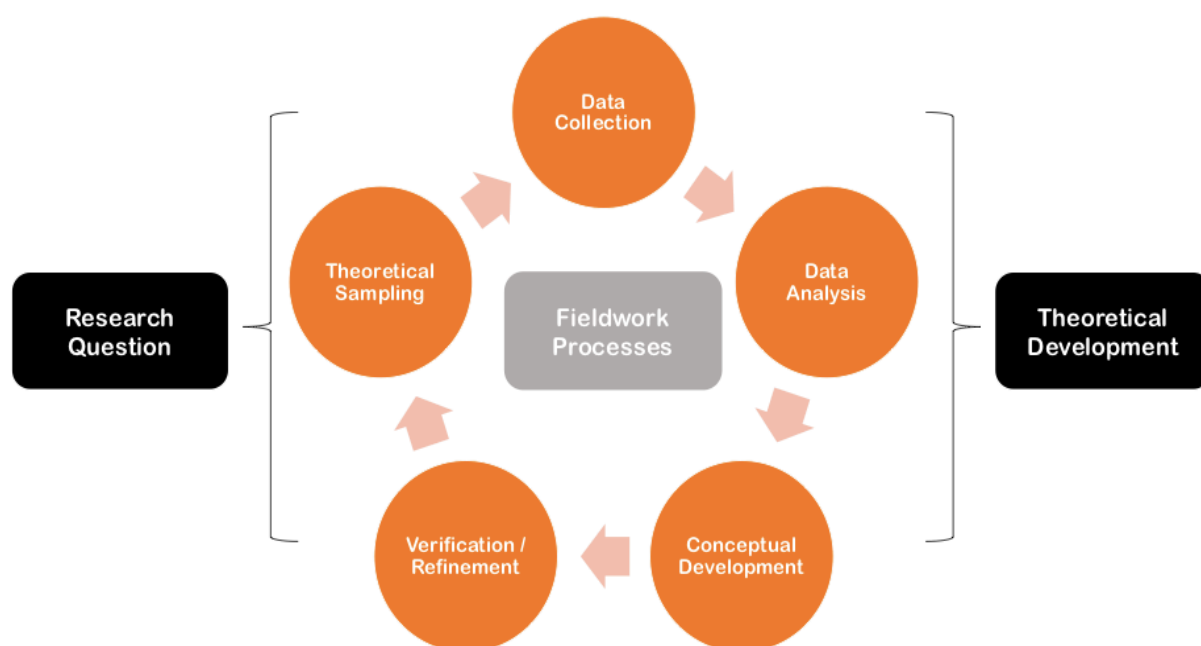 Data
Collection
Theoretical
Sampling
Data
Analysis
Research
Question
Fieldwork
Processes
Theoretical
Development
Verification /
Refinement
Conceptual
Development